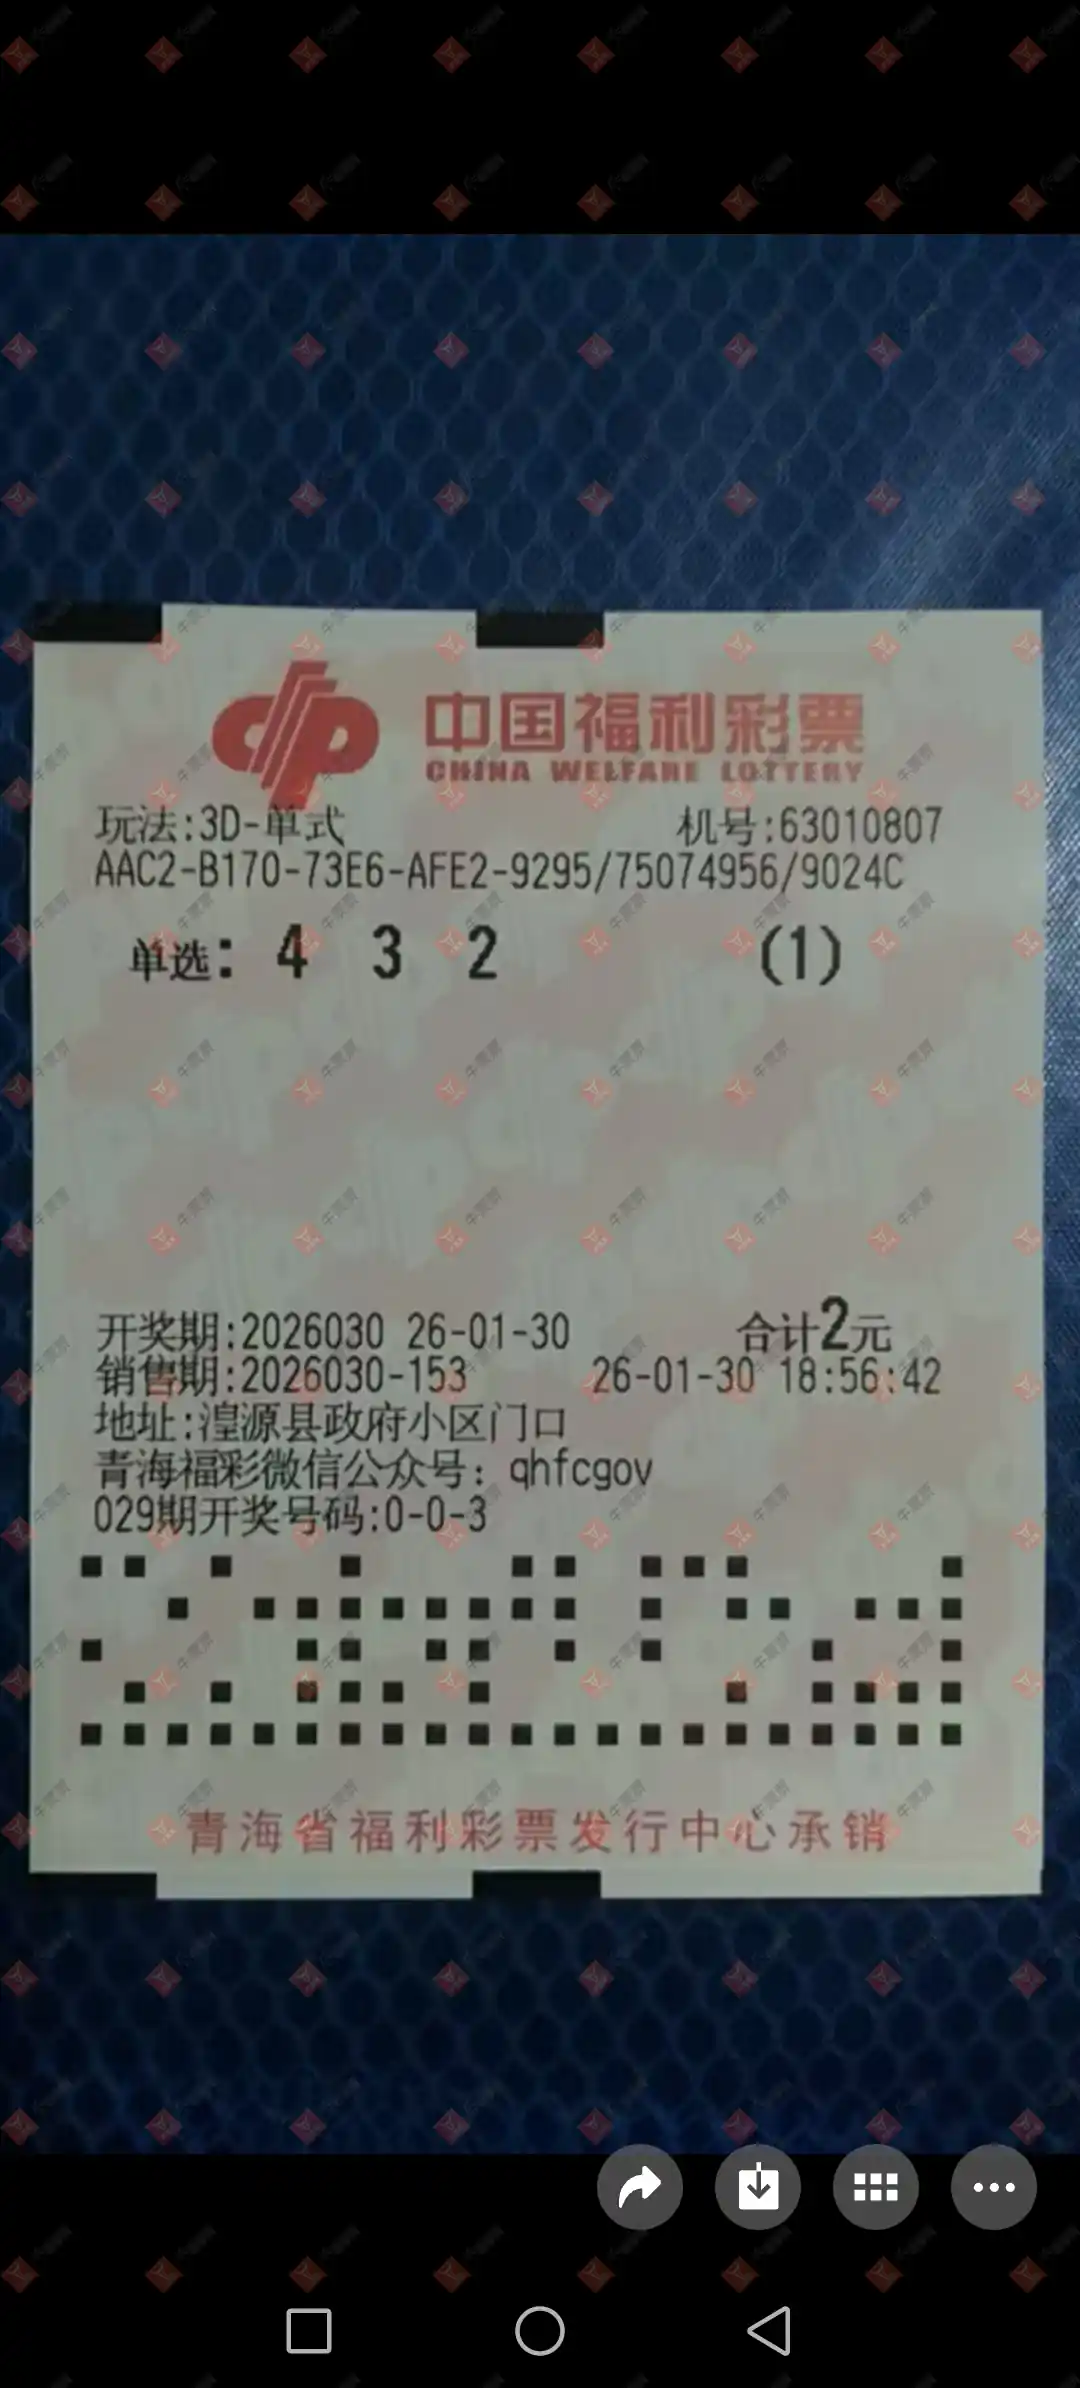 中国福利彩票
CHINA WELFARE LOTTERY
玩法:3D-单式 机号:63010807
AAC2-B170-73E6-AFE2-9295/75074956/9024C
单选: 4 3 2 (1)
开奖期:2026030 26-01-30 合计2元
销售期:2026030-153 26-01-30 18:56:42
地址:湟源县政府小区门口
青海福彩微信公众号: qhfcgov
029期开奖号码:0-0-3
青海省福利彩票发行中心承销